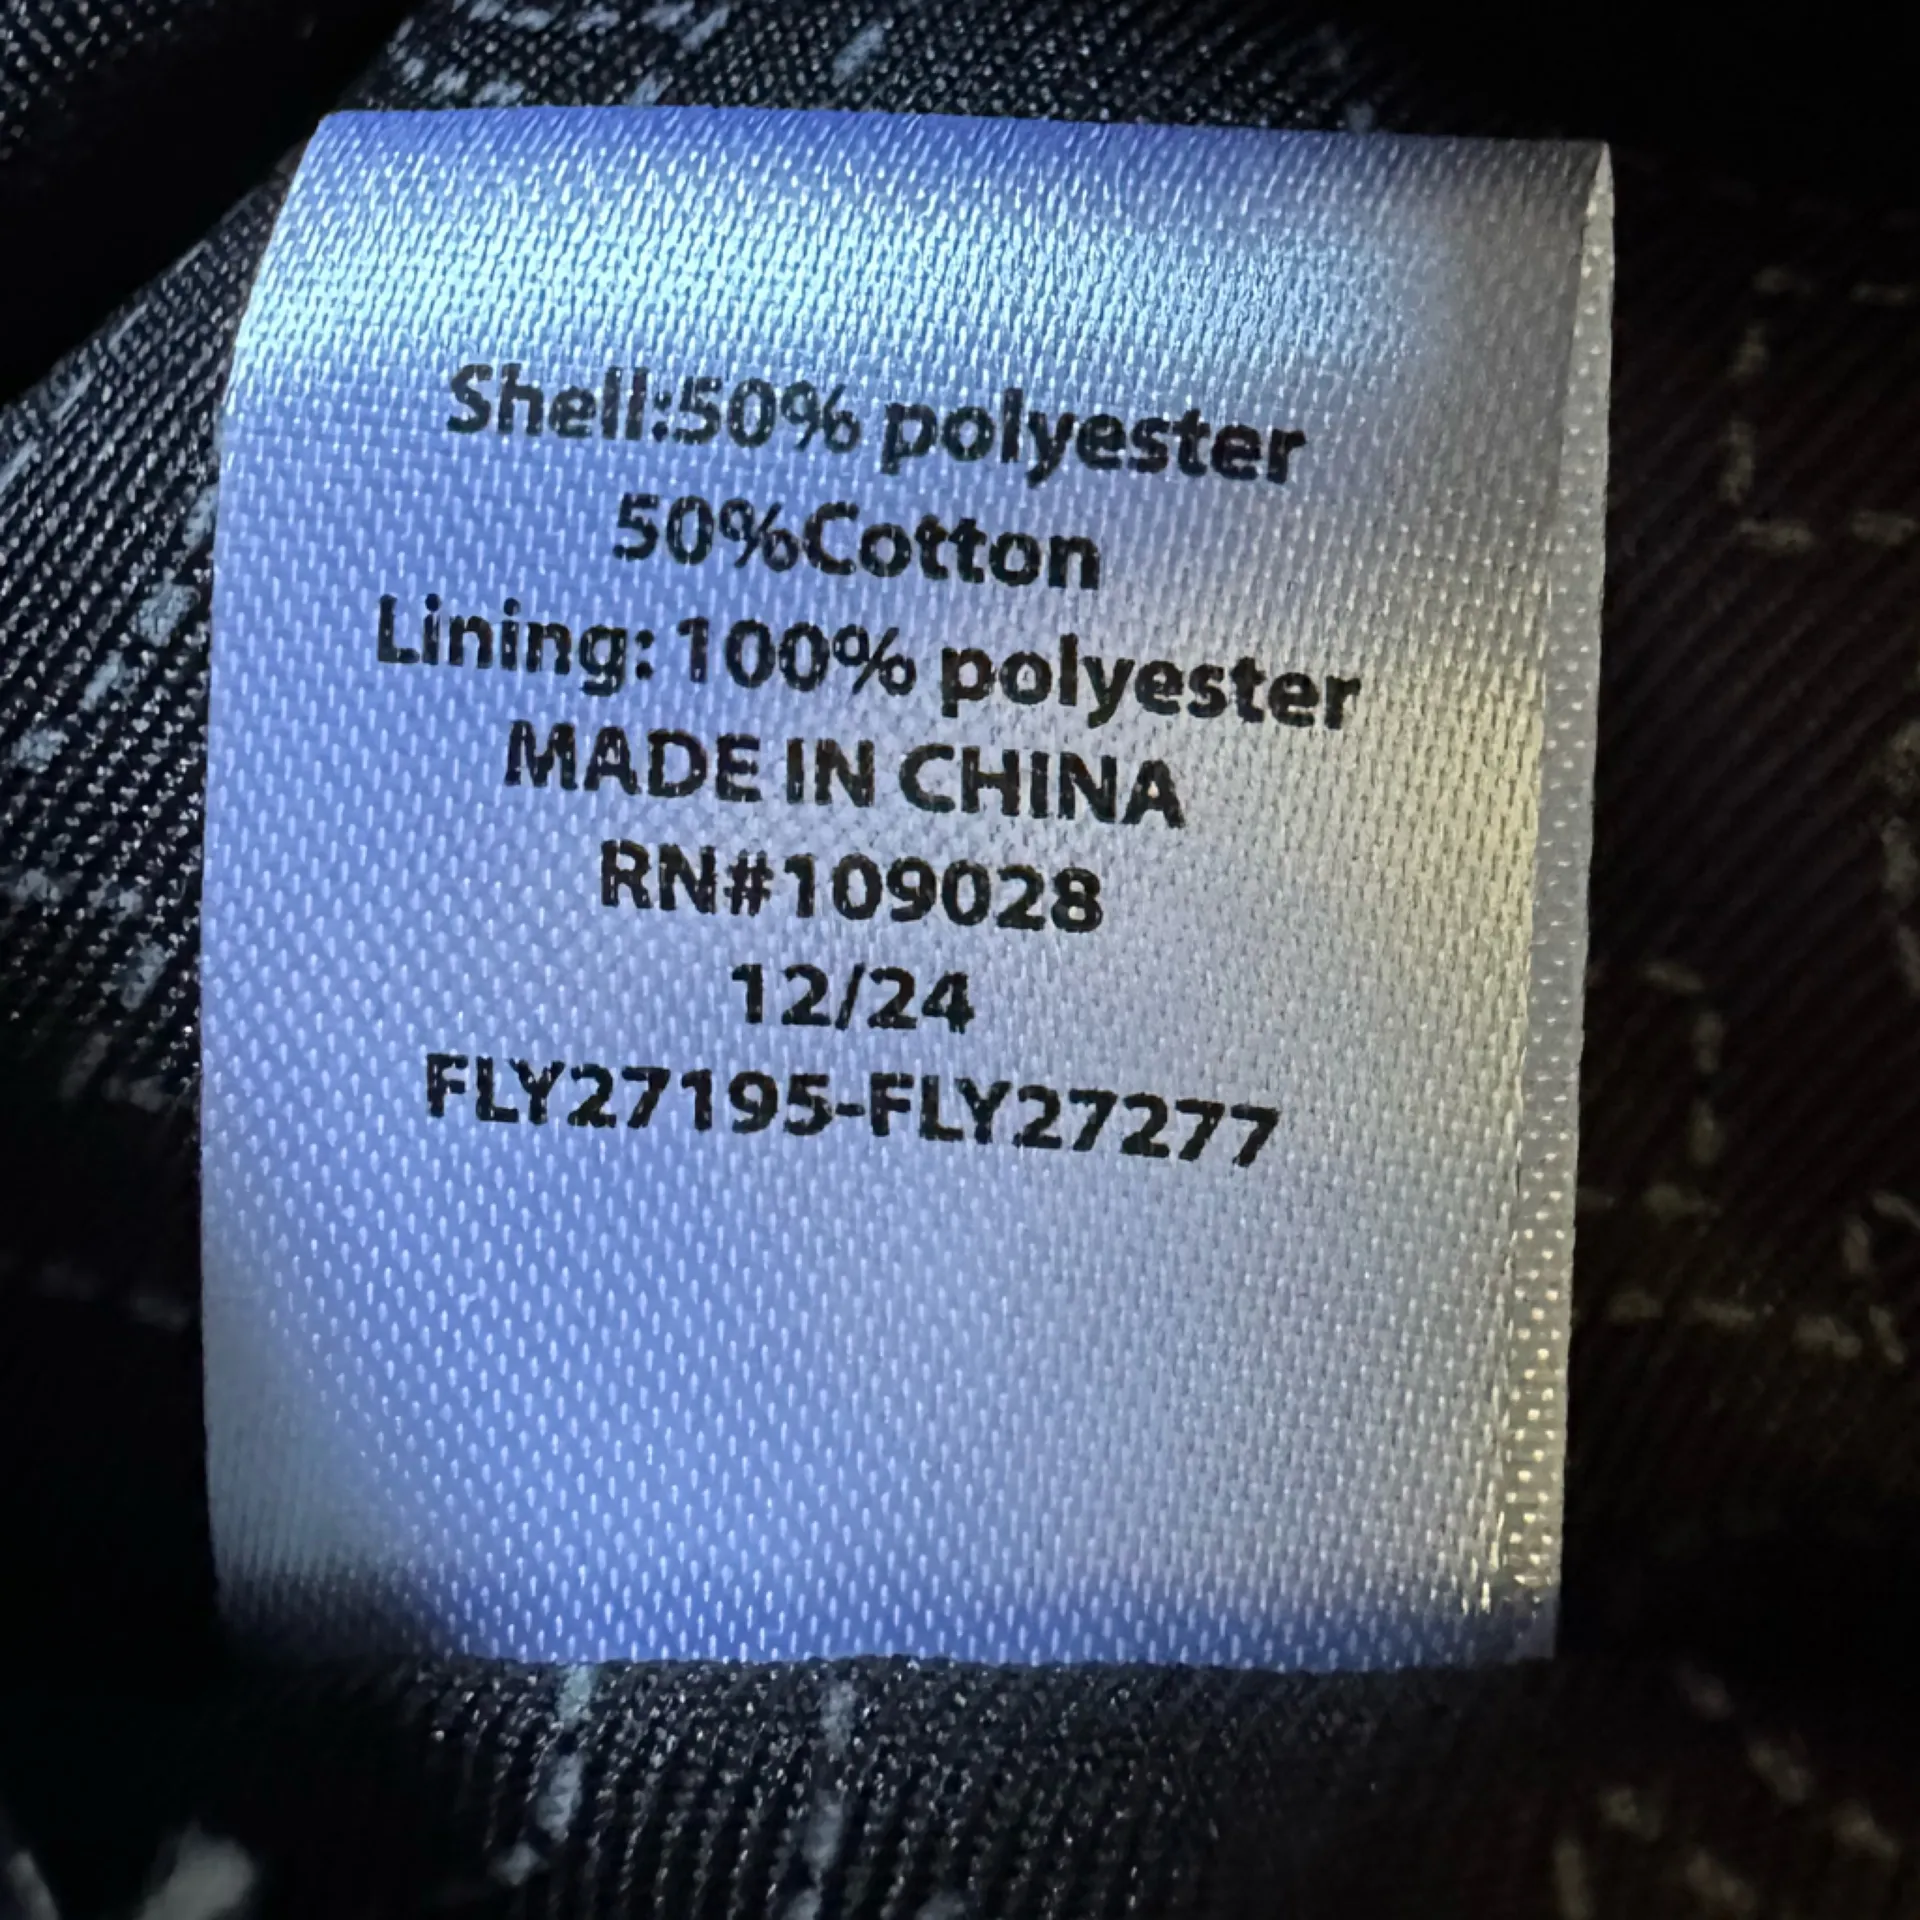 Shell:50% polyester
50%Cotton
Lining: 100% polyester
MADE IN CHINA
RN#109028
12/24
FLY27195-FLY27277